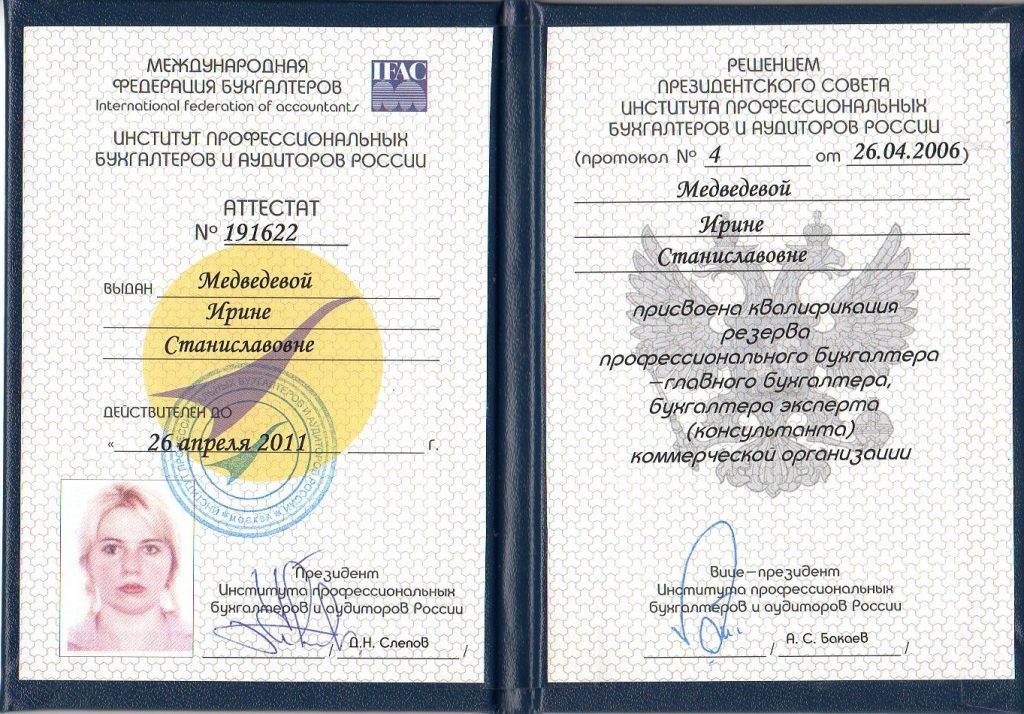 МЕЖДУНАРОДНАЯ
ФЕДЕРАЦИЯ БУХГАЛТЕРОВ
International federation of accountants
IFAC
ИНСТИТУТ ПРОФЕССИОНАЛЬНЫХ
БУХГАЛТЕРОВ И АУДИТОРОВ РОССИИ
АТТЕСТАТ
№ 191622
ВЫДАН Медведевой
Ирине
Станиславовне
ДЕЙСТВИТЕЛЕН ДО
“ 26 апреля 2011 г.
МОСКВА
Президент
Института профессиональных
бухгалтеров и аудиторов России
/ Д.Н. Слепов /
РЕШЕНИЕМ
ПРЕЗИДЕНТСКОГО СОВЕТА
ИНСТИТУТА ПРОФЕССИОНАЛЬНЫХ
БУХГАЛТЕРОВ И АУДИТОРОВ РОССИИ
(протокол № 4 от 26.04.2006)
Медведевой
Ирине
Станиславовне
присвоена квалификация
резерва
профессионального бухгалтера
–главного бухгалтера,
бухгалтера эксперта
(консультанта)
коммерческой организации
Вице–президент
Института профессиональных
бухгалтеров и аудиторов России
/ А. С. Бакаев /